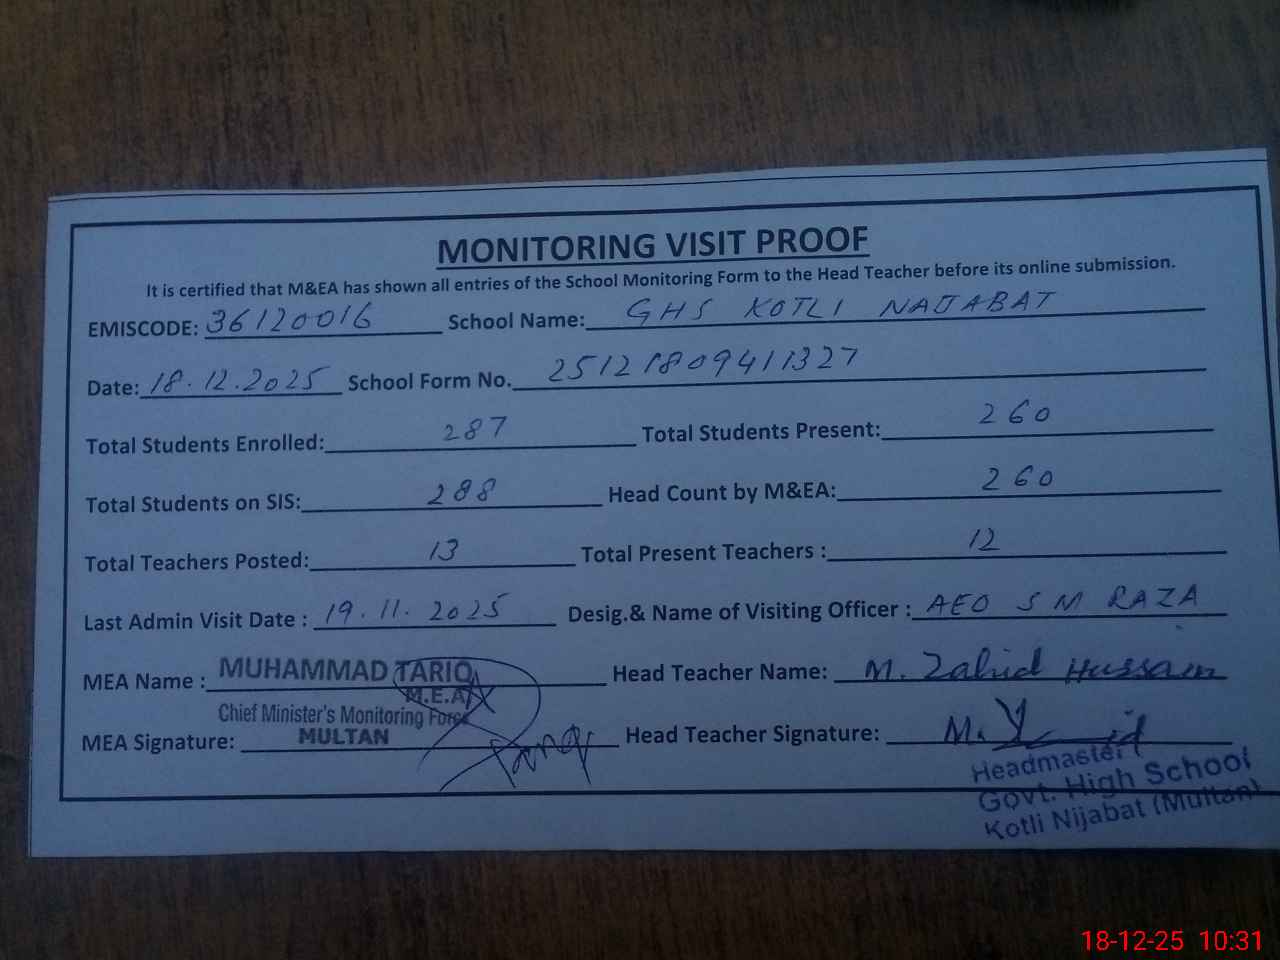 MONITORING VISIT PROOF
It is certified that M&EA has shown all entries of the School Monitoring Form to the Head Teacher before its online submission.
EMISCODE: 36120016 School Name: GHS KOTLI NAJJABAT
Date: 18.12.2025 School Form No. 25121809411327
Total Students Enrolled: 287 Total Students Present: 260
Total Students on SIS: 288 Head Count by M&EA: 260
Total Teachers Posted: 13 Total Present Teachers : 12
Last Admin Visit Date : 19.11.2025 Desig.& Name of Visiting Officer : AEO S M RAZA
MEA Name : MUHAMMAD TARIQ Head Teacher Name: M. Zahid Hussain
M.E.A
Chief Minister's Monitoring Force
MEA Signature: MULTAN Head Teacher Signature:
Headmaster
Govt. High School
Kotli Nijabat (Multan)
18-12-25 10:31